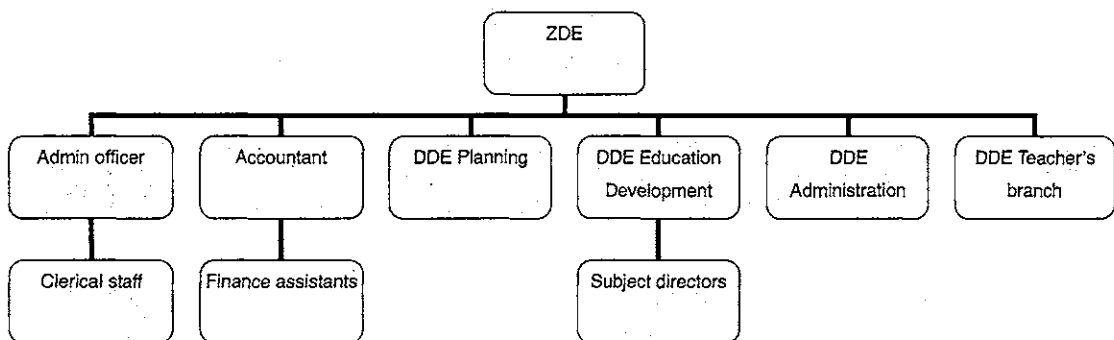 ZDE
Admin officer
Accountant
DDE Planning
DDE Education
Development
DDE
Administration
DDE Teacher's
branch
Clerical staff
Finance assistants
Subject directors